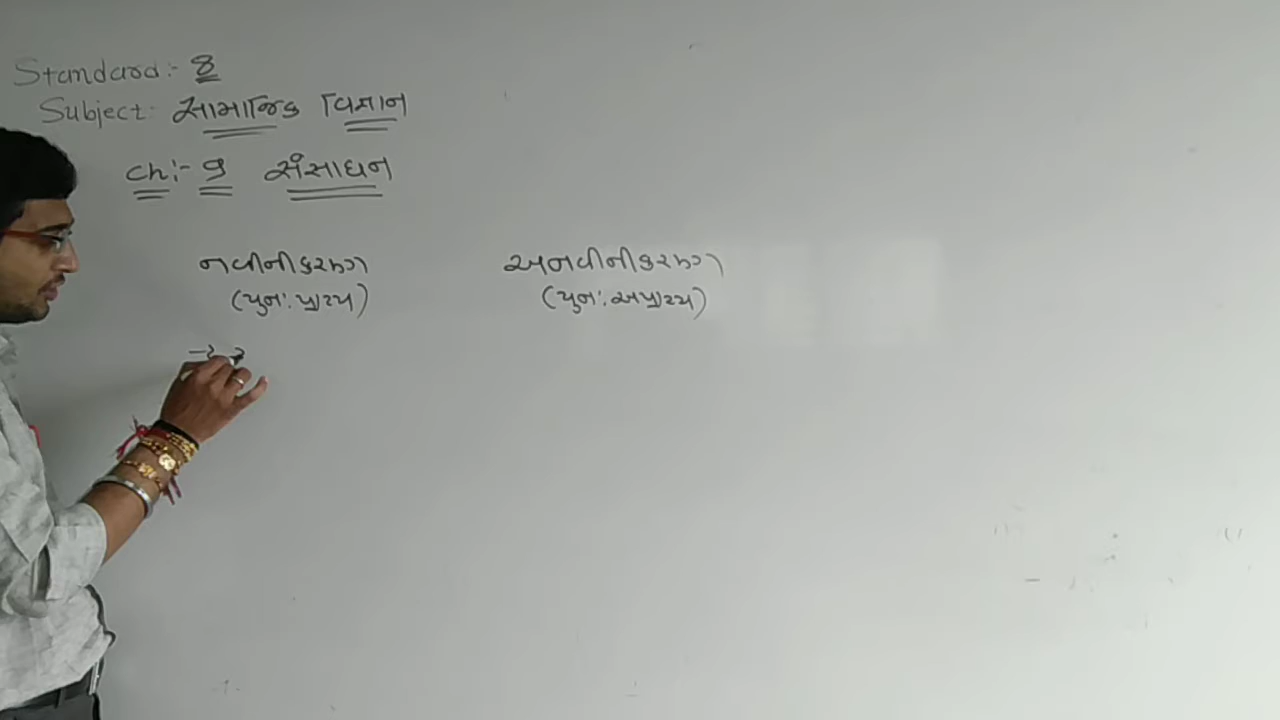 Standard:- 8
Subject: સામાજિક વિજ્ઞાન
Ch:- 9 સંસાધન
નવીનીકરણ
અનવીનીકરણ
(પુનઃ પ્રાપ્ય)
(પુનઃ અપ્રાપ્ય)